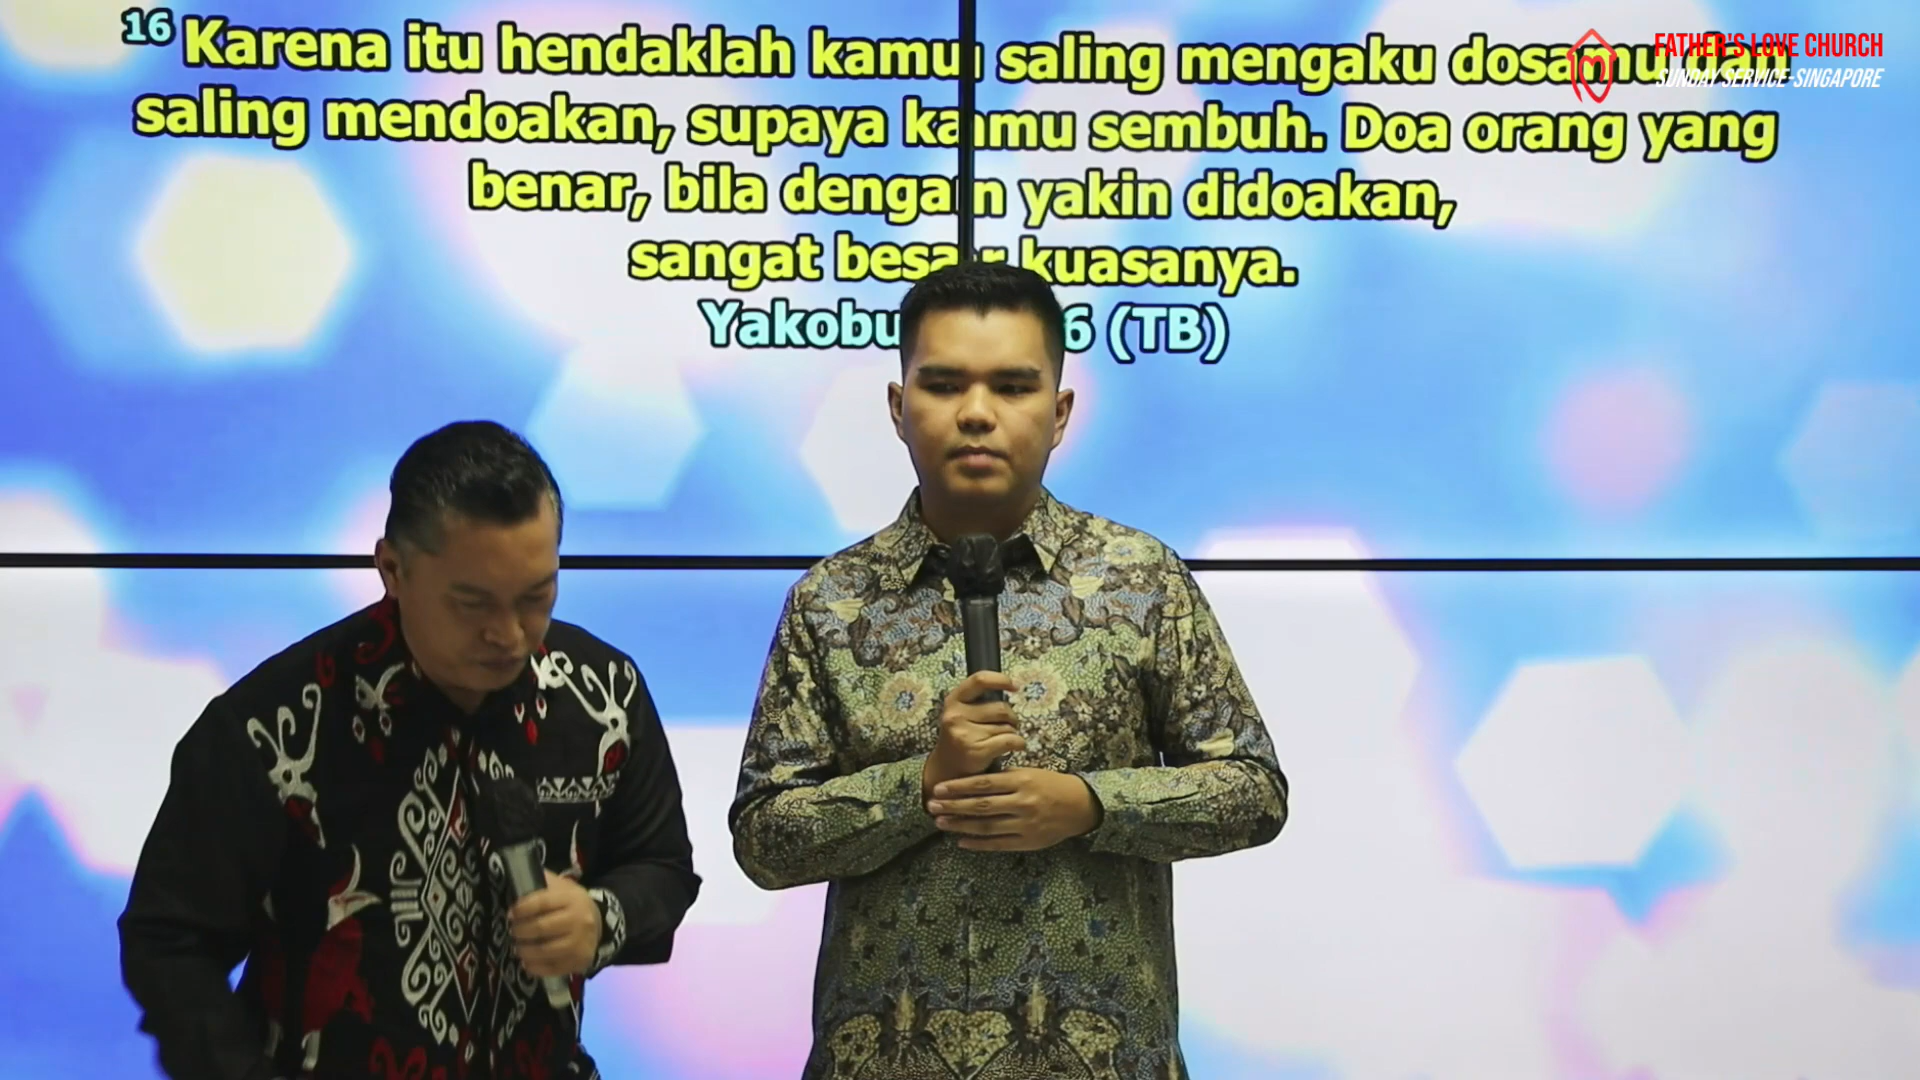 16 Karena itu hendaklah kamu saling mengaku dosamu dan
saling mendoakan, supaya kamu sembuh. Doa orang yang
benar, bila dengan yakin didoakan,
sangat besar kuasanya.
Yakobu 6 (TB)
FATHER'S LOVE CHURCH
SUNDAY SERVICE-SINGAPORE